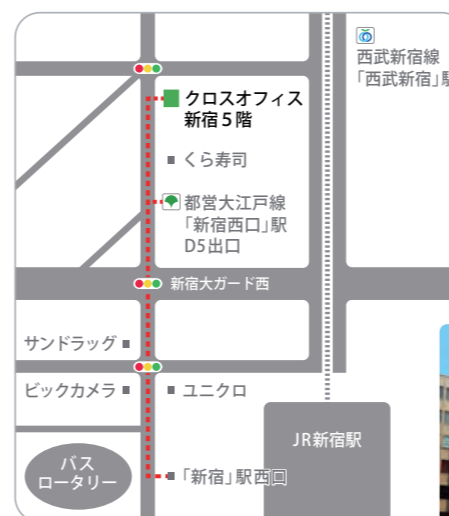 西武新宿線
「西武新宿」駅
クロスオフィス
新宿5階
くら寿司
都営大江戸線
「新宿西口」駅
D5出口
新宿大ガード西
サンドラッグ
ビックカメラ
ユニクロ
JR新宿駅
バス
ロータリー
「新宿」駅西口